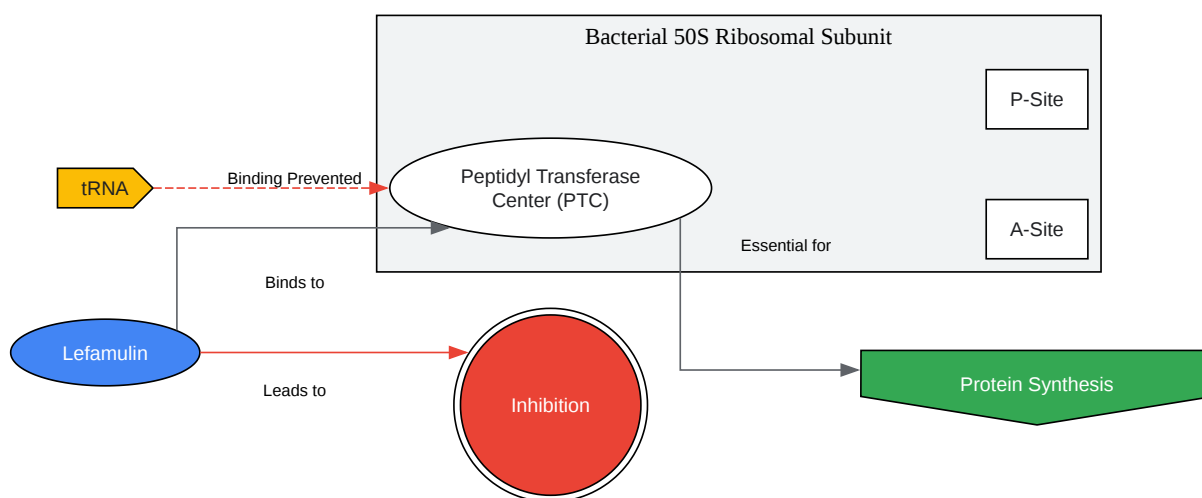 Bacterial 50S Ribosomal Subunit
P-Site
Peptidyl Transferase
Center (PTC)
tRNA
Binding Prevented
A-Site
Essential for
Binds to
Lefamulin
Leads to
Inhibition
Protein Synthesis